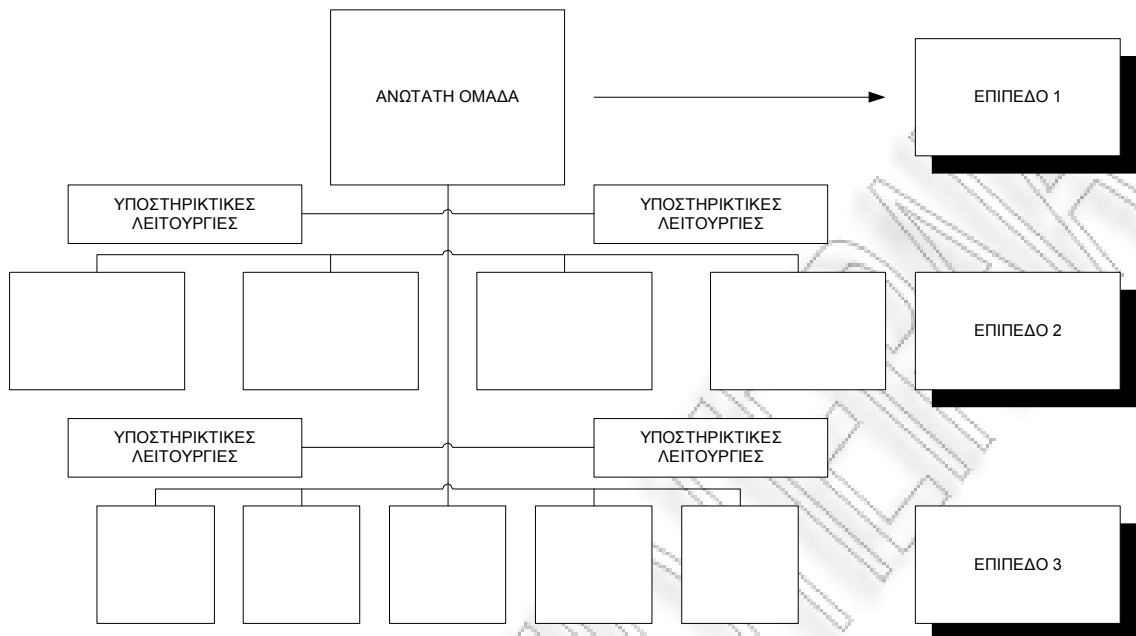 ΑΝΩΤΑΤΗ ΟΜΑΔΑ
ΕΠΙΠΕΔΟ 1
ΥΠΟΣΤΗΡΙΚΤΙΚΕΣ
ΛΕΙΤΟΥΡΓΙΕΣ
ΥΠΟΣΤΗΡΙΚΤΙΚΕΣ
ΛΕΙΤΟΥΡΓΙΕΣ
ΕΠΙΠΕΔΟ 2
ΥΠΟΣΤΗΡΙΚΤΙΚΕΣ
ΛΕΙΤΟΥΡΓΙΕΣ
ΥΠΟΣΤΗΡΙΚΤΙΚΕΣ
ΛΕΙΤΟΥΡΓΙΕΣ
ΕΠΙΠΕΔΟ 3